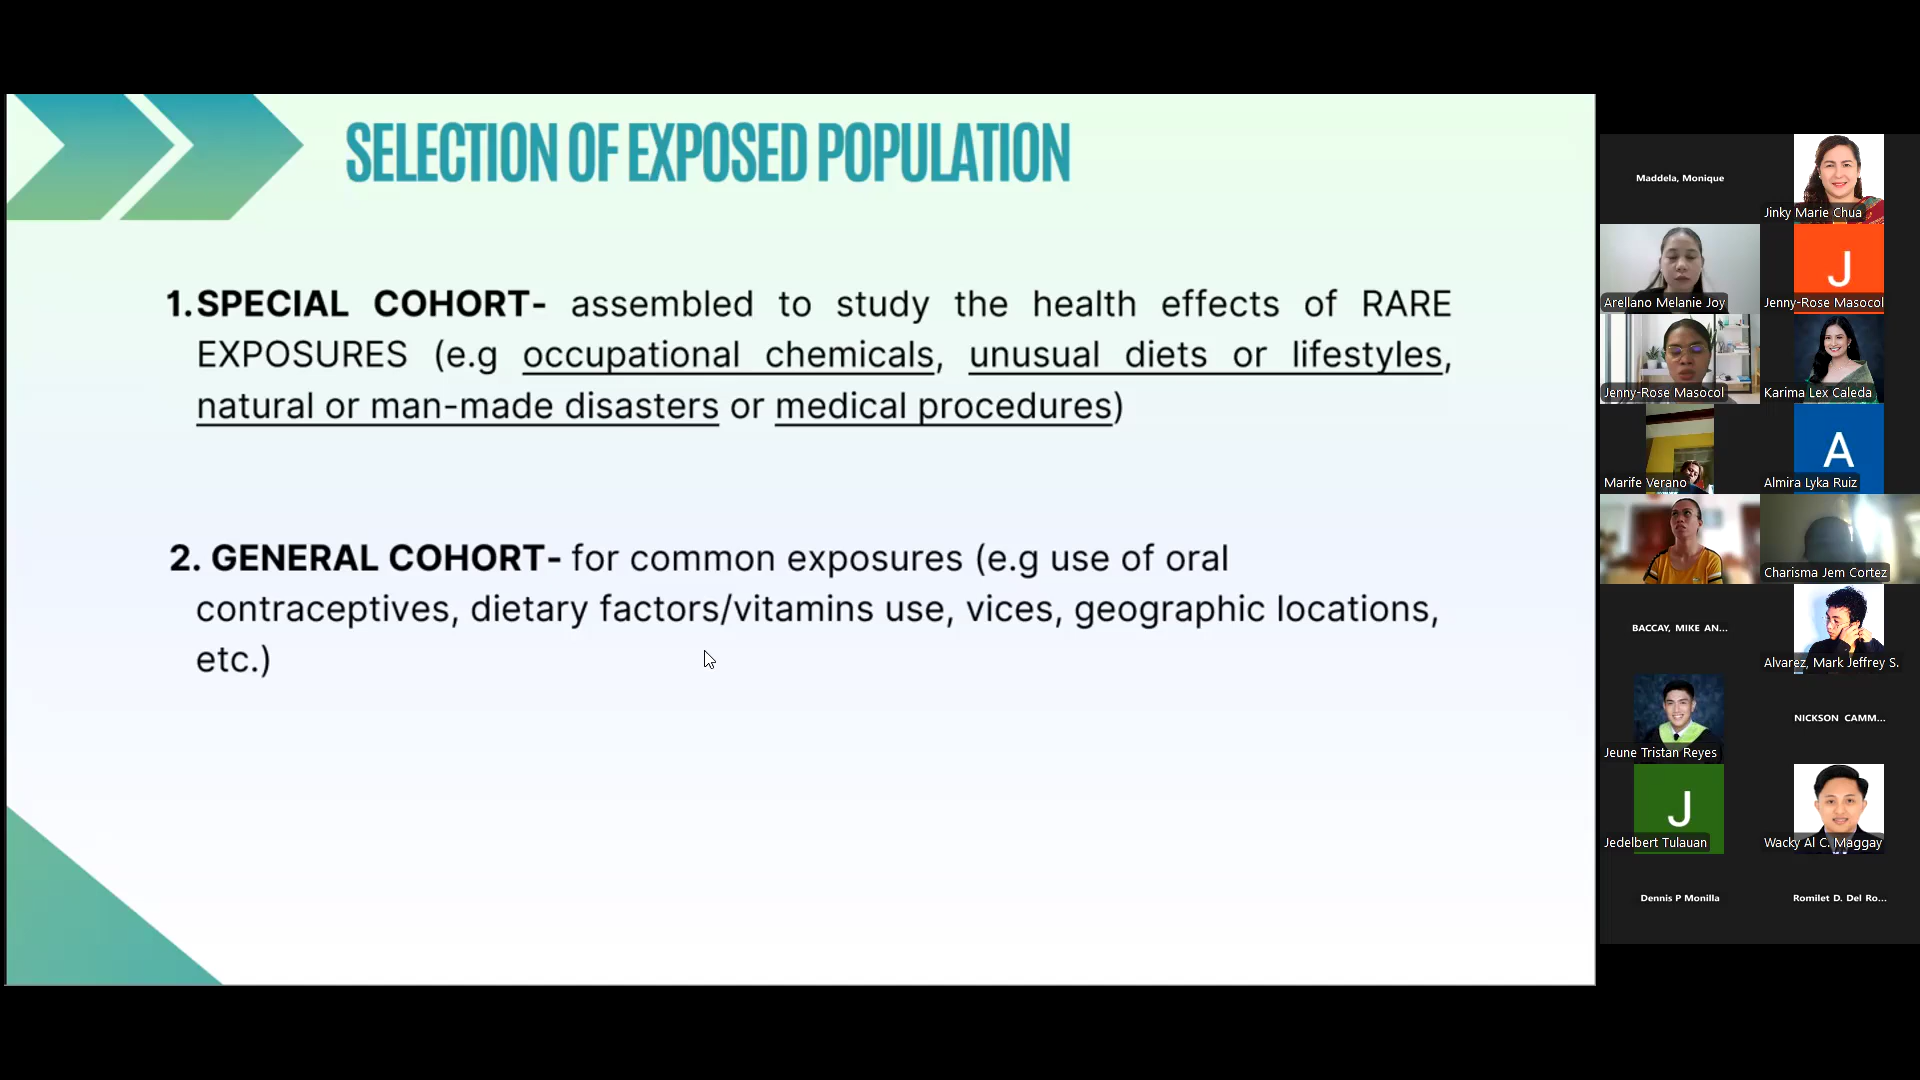 SELECTION OF EXPOSED POPULATION
1. SPECIAL COHORT- assembled to study the health effects of RARE
EXPOSURES (e.g occupational chemicals, unusual diets or lifestyles,
natural or man-made disasters or medical procedures)
2. GENERAL COHORT- for common exposures (e.g use of oral
contraceptives, dietary factors/vitamins use, vices, geographic locations,
etc.)
Maddela, Monique
Jinky Marie Chua
Arellano Melanie Joy
J
Jenny-Rose Masocol
Jenny-Rose Masocol
Karima Lex Caleda
Marife Verano
A
Almira Lyka Ruiz
Charisma Jem Cortez
BACCAY, MIKE AN...
Alvarez, Mark Jeffrey S.
Jeune Tristan Reyes
NICKSON CAMM...
J
Jedelbert Tulauan
Wacky Al C. Maggay
Dennis P Monilla
Romilet D. Del Ro...